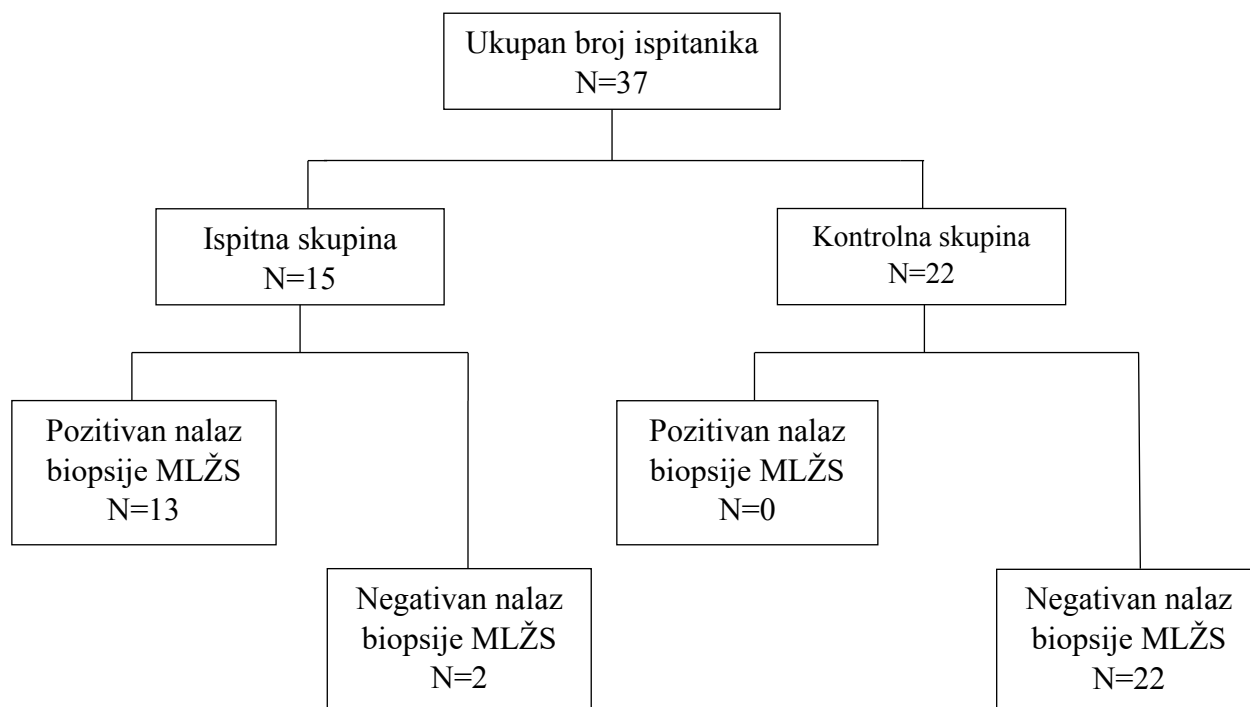 Ukupan broj ispitanika
N=37
Ispitna skupina
N=15
Kontrolna skupina
N=22
Pozitivan nalaz
biopsije MLŽS
N=13
Negativan nalaz
biopsije MLŽS
N=2
Pozitivan nalaz
biopsije MLŽS
N=0
Negativan nalaz
biopsije MLŽS
N=22